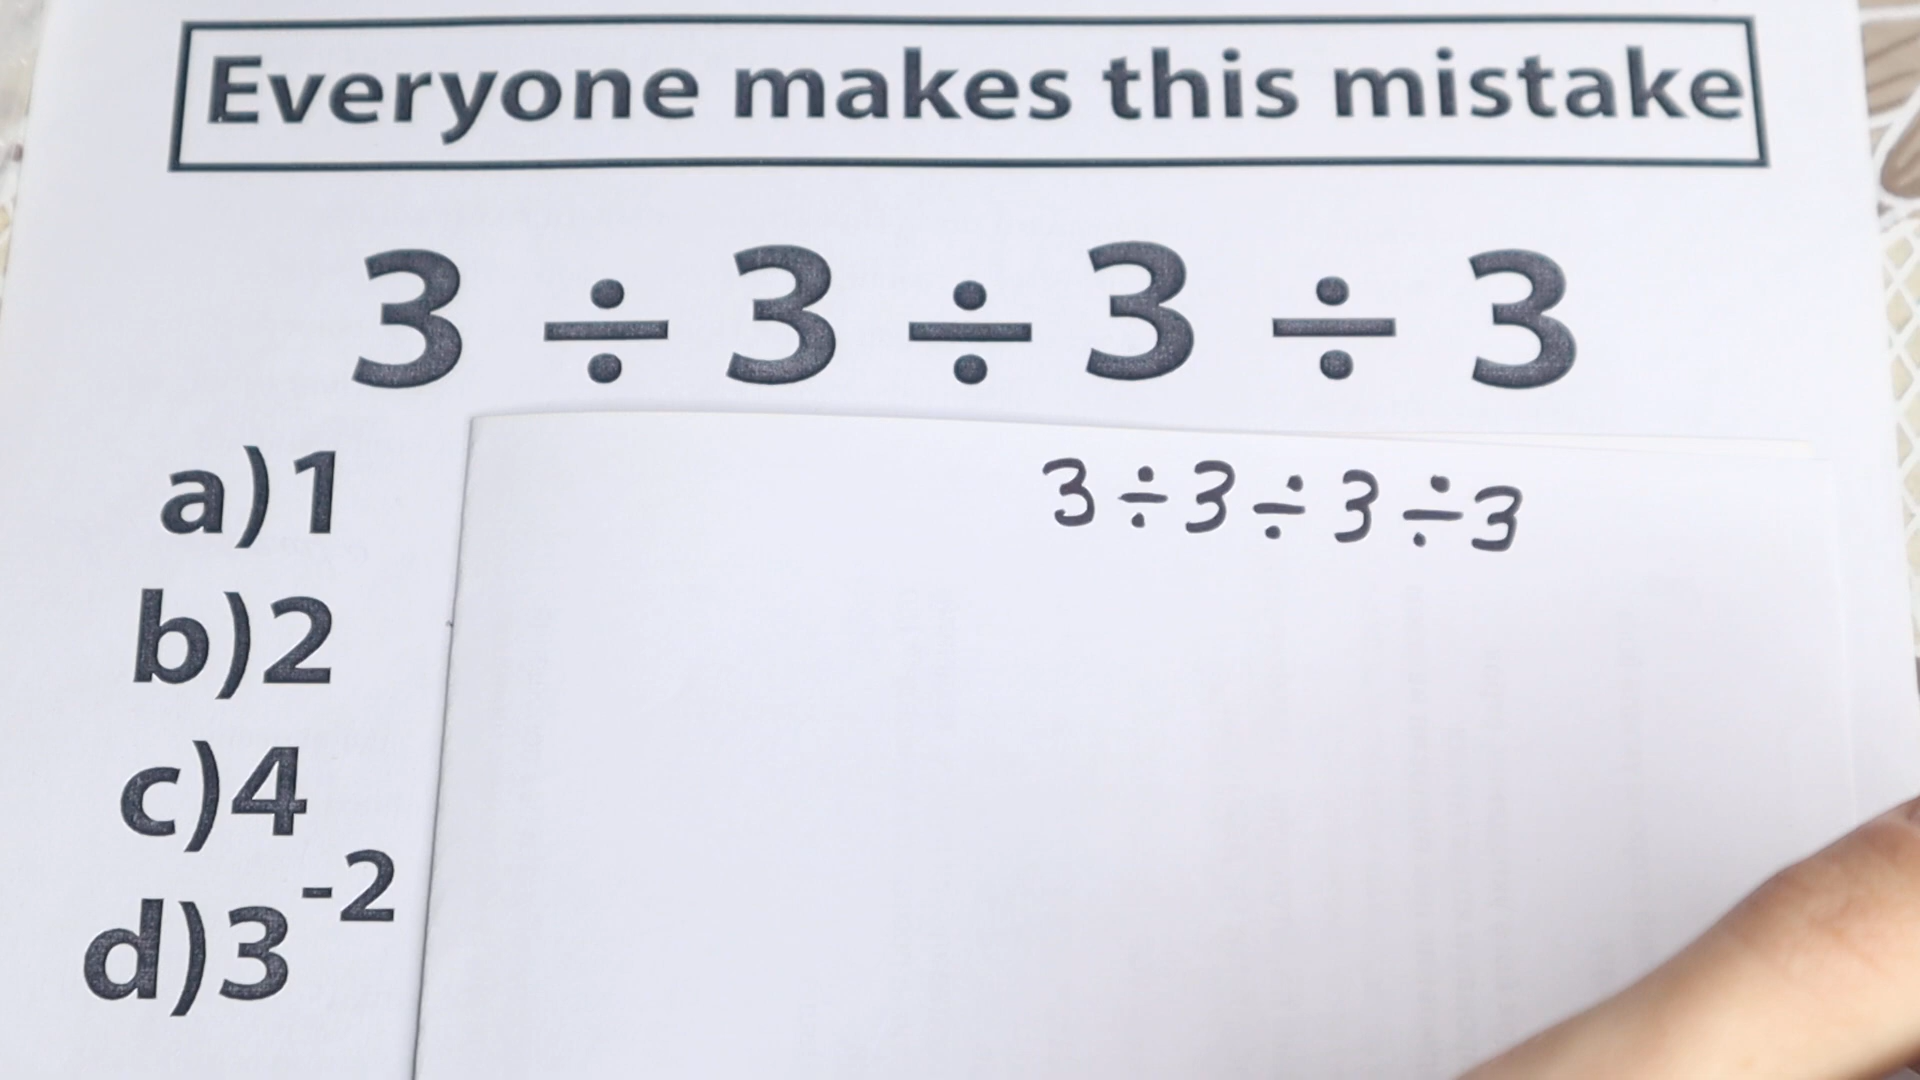 Everyone makes this mistake
3 ÷ 3 ÷ 3 ÷ 3
a)1
3÷3÷3÷3
b)2
c)4
d)3⁻²